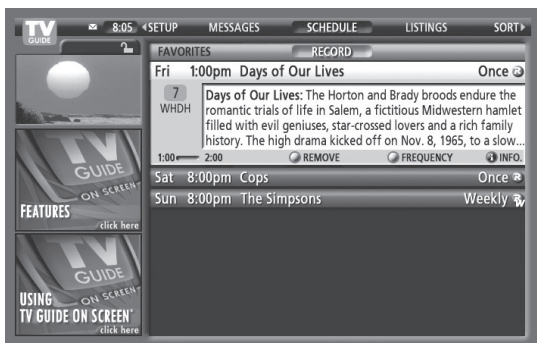 TV GUIDE
8:05 SETUP MESSAGES SCHEDULE LISTINGS SORT
FAVORITES RECORD
Fri 1:00pm Days of Our Lives Once
7
WHDH
Days of Our Lives: The Horton and Brady broods endure the
romantic trials of life in Salem, a fictitious Midwestern hamlet
filled with evil geniuses, star-crossed lovers and a rich family
history. The high drama kicked off on Nov. 8, 1965, to a slow...
1:00 2:00 REMOVE FREQUENCY INFO.
Sat 8:00pm Cops Once R
Sun 8:00pm The Simpsons Weekly RW
TV
GUIDE
ON SCREEN
FEATURES
click here
TV
GUIDE
ON SCREEN
USING
TV GUIDE ON SCREEN
click here